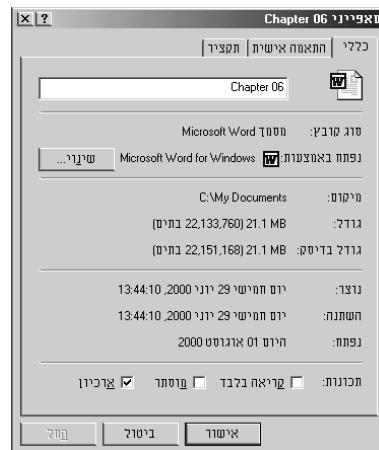 מאפייני Chapter 06
כללי התאמה אישית תקציר
Chapter 06
סוג קובץ: מסמך Microsoft Word
נפתח באמצעות: Microsoft Word for Windows שינוי...
מיקום: C:\My Documents
גודל: 21.1 MB (22,133,760 בתים)
גודל בדיסק: 21.1 MB (22,151,168 בתים)
נוצר: יום חמישי 29 יוני 2000, 13:44:10
השתנה: יום חמישי 29 יוני 2000, 13:44:10
נפתח: היום 01 אוגוסט 2000
תכונות: קריאה בלבד מוסתר ארכיון
אישור ביטול החל